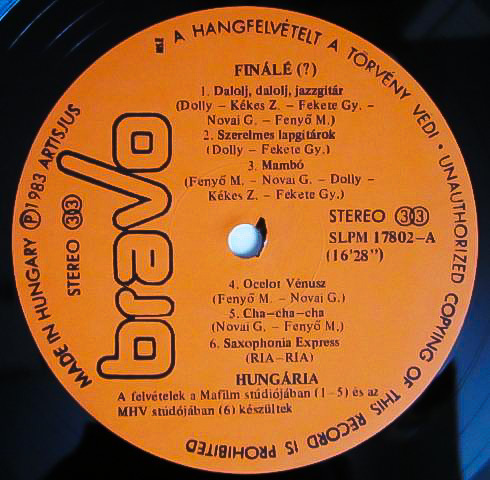 A HANGFELVÉTELT A TÖRVÉNY VÉDI • UNAUTHORIZED COPYING OF THIS RECORD IS PROHIBITED
MADE IN HUNGARY Ⓟ 1983 ARTISJUS
STEREO 33
bravo
FINÁLÉ (?)
1. Dalolj, dalolj, jazzgitár
(Dolly – Kékes Z. – Fekete Gy. –
Novai G. – Fenyő M.)
2. Szerelmes lapgitárok
(Dolly – Fekete Gy.)
3. Mambó
(Fenyő M. – Novai G. – Dolly –
Kékes Z. – Fekete Gy.)
STEREO 33
SLPM 17802–A
(16'28")
4. Ocelot Vénusz
(Fenyő M. – Novai G.)
5. Cha–cha–cha
(Novai G. – Fenyő M.)
6. Saxophonia Express
(RIA–RIA)
HUNGÁRIA
A felvételek a Mafilm stúdiójában (1–5) és az
MHV stúdójában (6) készültek